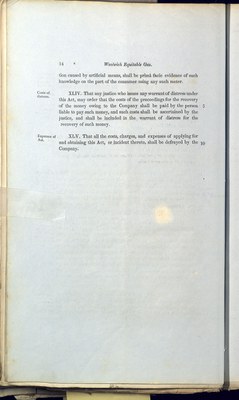 14 Woolwich Equitable Gas.
tion caused by artificial means, shall be primâ facie evidence of such
knowledge on the part of the consumer using any such meter.
Costs of
distress.
XLIV. That any justice who issues any warrant of distress under
this Act, may order that the costs of the proceedings for the recovery
of the money owing to the Company shall be paid by the person 5
liable to pay such money, and such costs shall be ascertained by the
justice, and shall be included in the warrant of distress for the
recovery of such money.
Expenses of
Act.
XLV. That all the costs, charges, and expenses of applying for
and obtaining this Act, or incident thereto, shall be defrayed by the 10
Company.